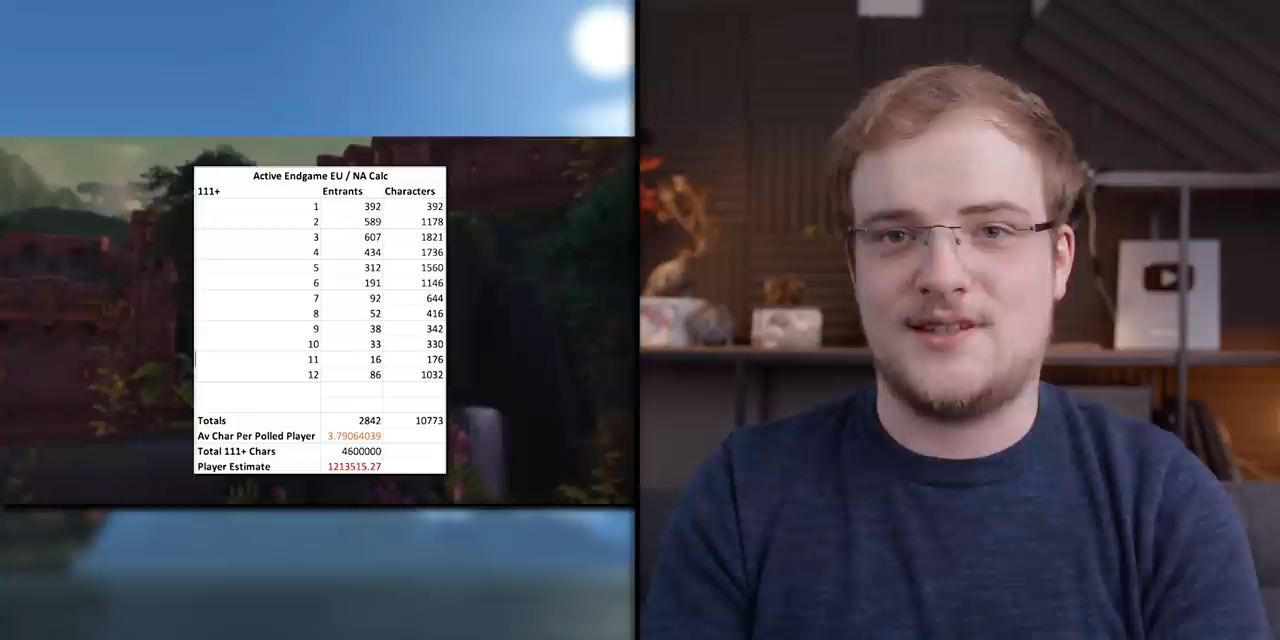 Active Endgame EU / NA Calc
111+ Entrants Characters
1 392 392
2 589 1178
3 607 1821
4 434 1736
5 312 1560
6 191 1146
7 92 644
8 52 416
9 38 342
10 33 330
11 16 176
12 86 1032
Totals 2842 10773
Av Char Per Polled Player 3.79064039
Total 111+ Chars 4600000
Player Estimate 1213515.27